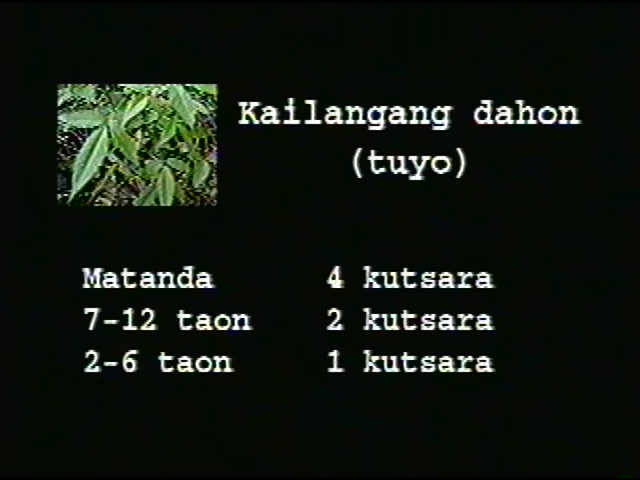 Kailangang dahon
(tuyo)
Matanda 4 kutsara
7-12 taon 2 kutsara
2-6 taon 1 kutsara